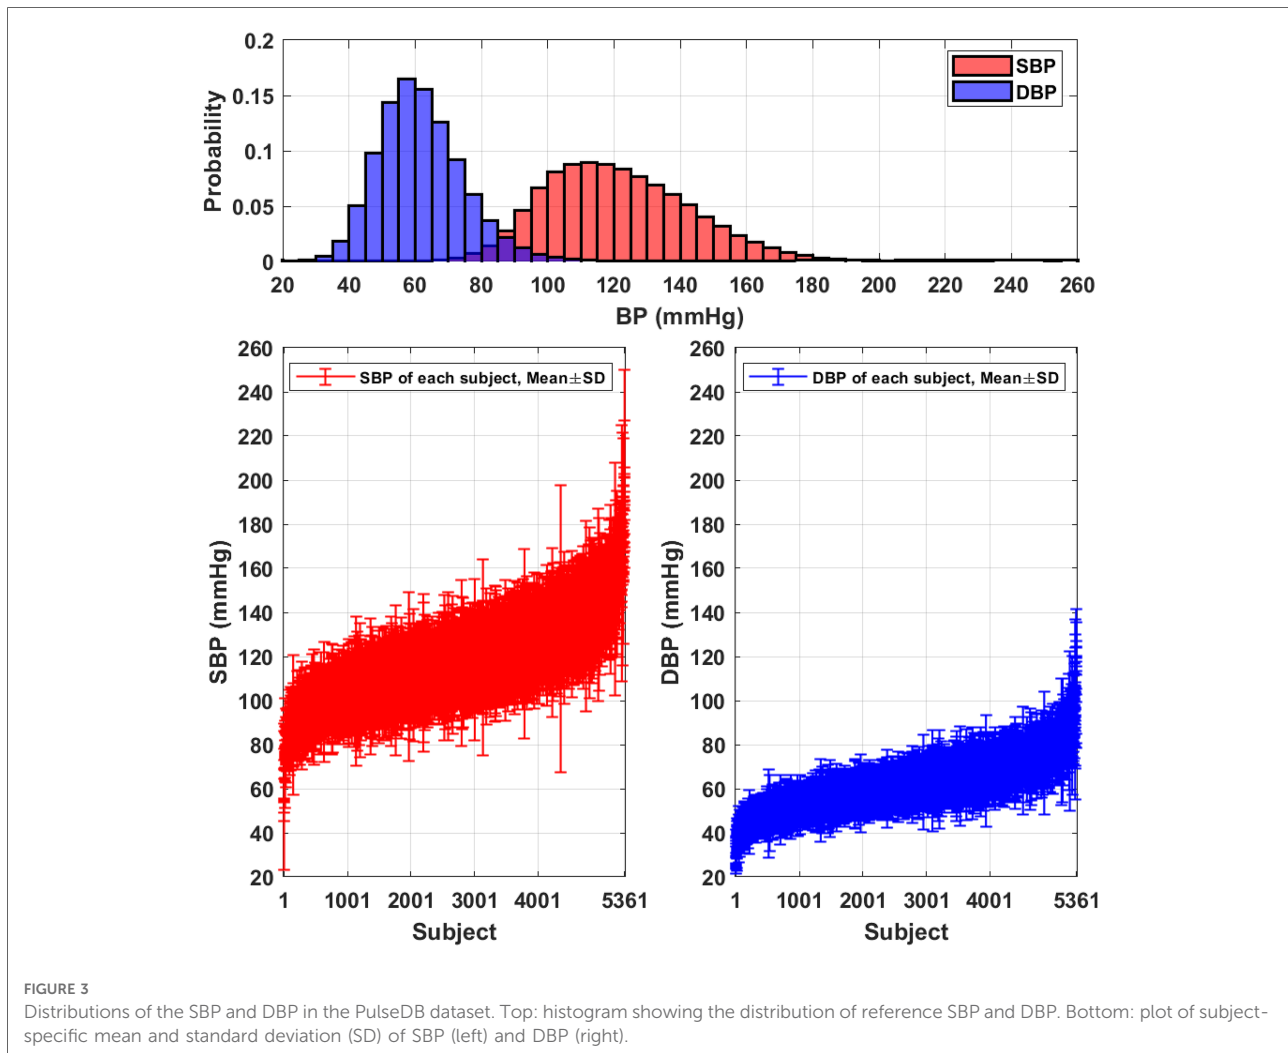 0.2
0.15
0.1
0.05
0
Probability
SBP
DBP
20 40 60 80 100 120 140 160 180 200 220 240 260
BP (mmHg)
260
240
220
200
180
160
140
120
100
80
60
40
20
SBP (mmHg)
SBP of each subject, Mean±SD
1 1001 2001 3001 4001 5361
Subject
260
240
220
200
180
160
140
120
100
80
60
40
20
DBP (mmHg)
DBP of each subject, Mean±SD
1 1001 2001 3001 4001 5361
Subject
FIGURE 3
Distributions of the SBP and DBP in the PulseDB dataset. Top: histogram showing the distribution of reference SBP and DBP. Bottom: plot of subject-
specific mean and standard deviation (SD) of SBP (left) and DBP (right).